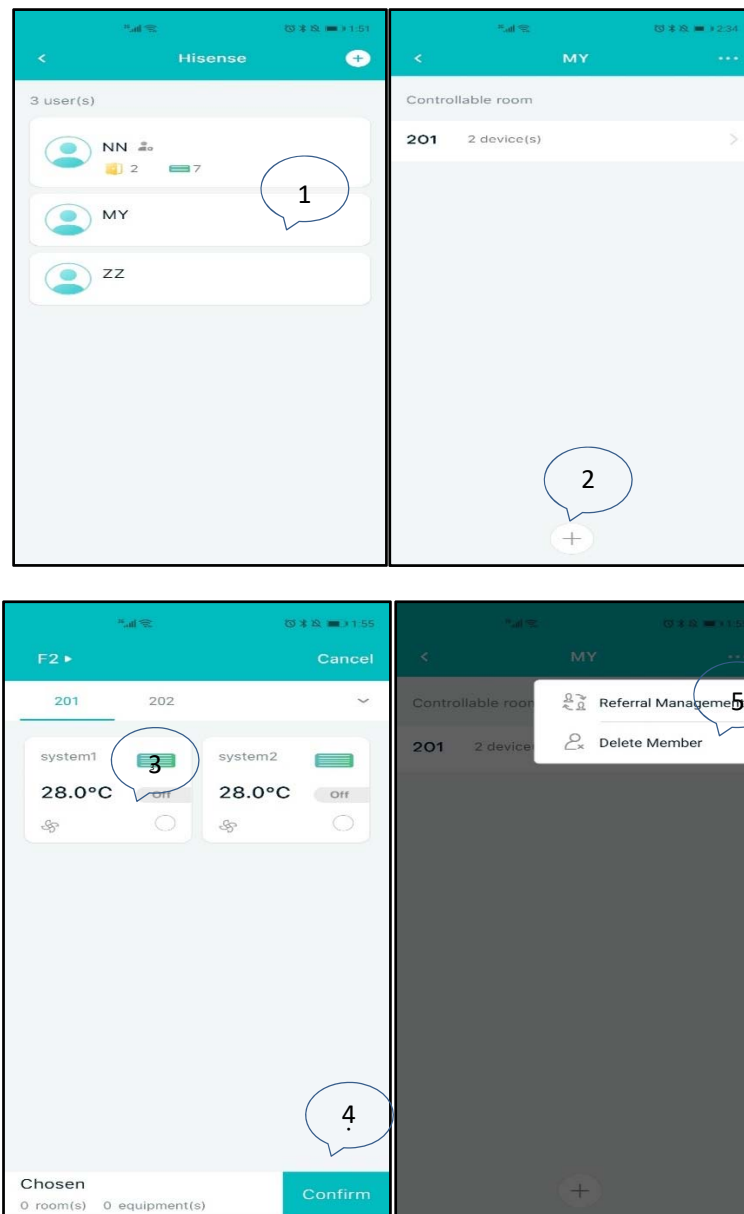 1:51
Hisense
3 user(s)
NN
2 7
MY
ZZ
1
2:34
MY
Controllable room
201 2 device(s)
2
1:55
F2
Cancel
201 202
system1 system2
28.0°C Off 28.0°C Off
3
4
Chosen
0 room(s) 0 equipment(s)
Confirm
MY
Controllable room
Referral Management
201 2 device
Delete Member
5